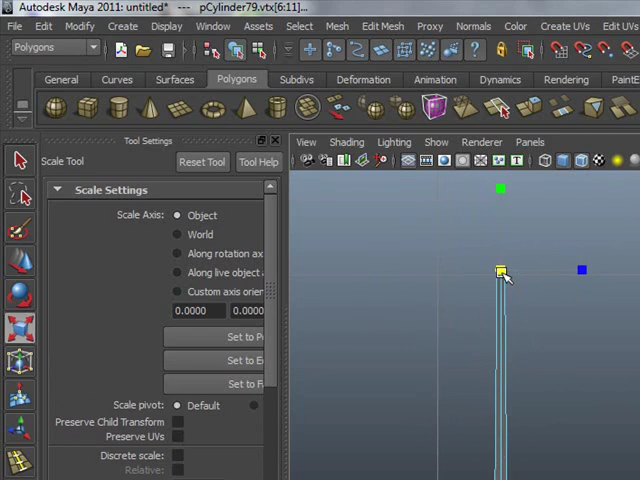 Autodesk Maya 2011: untitled* --- pCylinder79.vtx[6:11]...
File Edit Modify Create Display Window Assets Select Mesh Edit Mesh Proxy Normals Color Create UVs Edit UVs
Polygons
General Curves Surfaces Polygons Subdivs Deformation Animation Dynamics Rendering PaintE
Tool Settings
View Shading Lighting Show Renderer Panels
Scale Tool Reset Tool Tool Help
Scale Settings
Scale Axis: Object
World
Along rotation ax
Along live object a
Custom axis orien
0.0000 0.0000
Set to P
Set to E
Set to F
Scale pivot: Default
Preserve Child Transform
Preserve UVs
Discrete scale:
Relative: